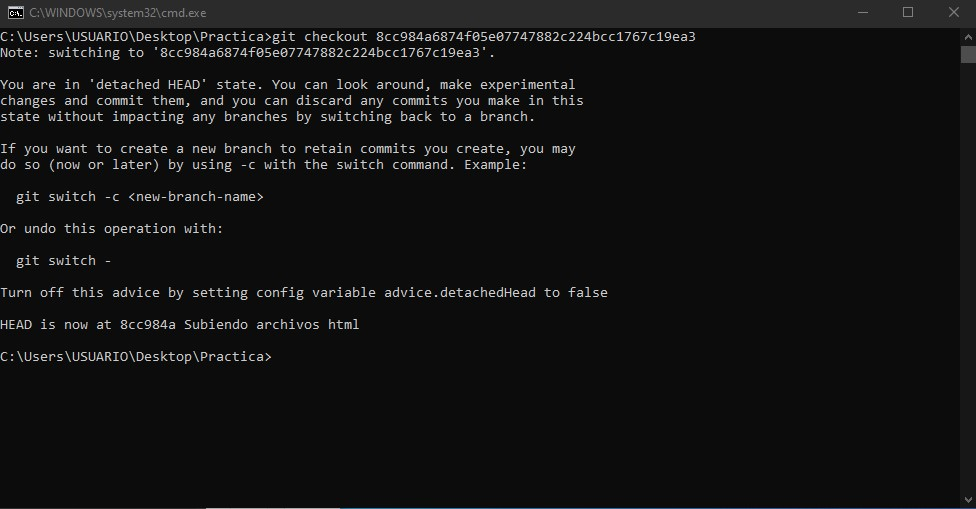 C:\WINDOWS\system32\cmd.exe
C:\Users\USUARIO\Desktop\Practica>git checkout 8cc984a6874f05e07747882c224bcc1767c19ea3
Note: switching to '8cc984a6874f05e07747882c224bcc1767c19ea3'.
You are in 'detached HEAD' state. You can look around, make experimental
changes and commit them, and you can discard any commits you make in this
state without impacting any branches by switching back to a branch.
If you want to create a new branch to retain commits you create, you may
do so (now or later) by using -c with the switch command. Example:
git switch -c <new-branch-name>
Or undo this operation with:
git switch -
Turn off this advice by setting config variable advice.detachedHead to false
HEAD is now at 8cc984a Subiendo archivos html
C:\Users\USUARIO\Desktop\Practica>